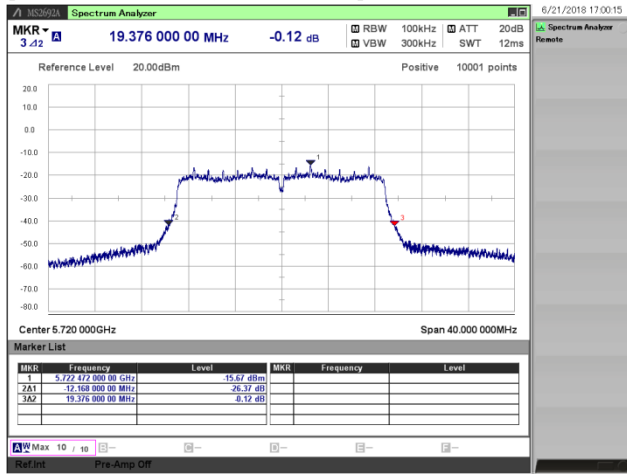 MS2692A Spectrum Analyzer
6/21/2018 17:00:15
MKR A 19.376 000 00 MHz -0.12 dB M RBW 100kHz M ATT 20dB
3 Δ2 M VBW 300kHz SWT 12ms
Spectrum Analyzer
Remote
Reference Level 20.00dBm Positive 10001 points
20.0
10.0
0.0
-10.0
1
-20.0
-30.0
-40.0
2
3
-50.0
-60.0
-70.0
-80.0
Center 5.720 000GHz Span 40.000 000MHz
Marker List
MKR Frequency Level MKR Frequency Level
1 5.722 472 000 00 GHz -15.67 dBm
2Δ1 -12.168 000 00 MHz -26.37 dB
3Δ2 19.376 000 00 MHz -0.12 dB
A W Max 10 / 10 B— C— D— E— F—
Ref.Int Pre-Amp Off